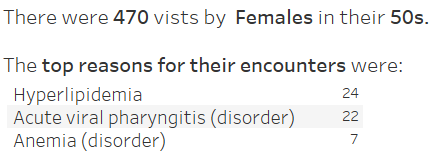 There were 470 vists by Females in their 50s.
The top reasons for their encounters were:
Hyperlipidemia 24
Acute viral pharyngitis (disorder) 22
Anemia (disorder) 7